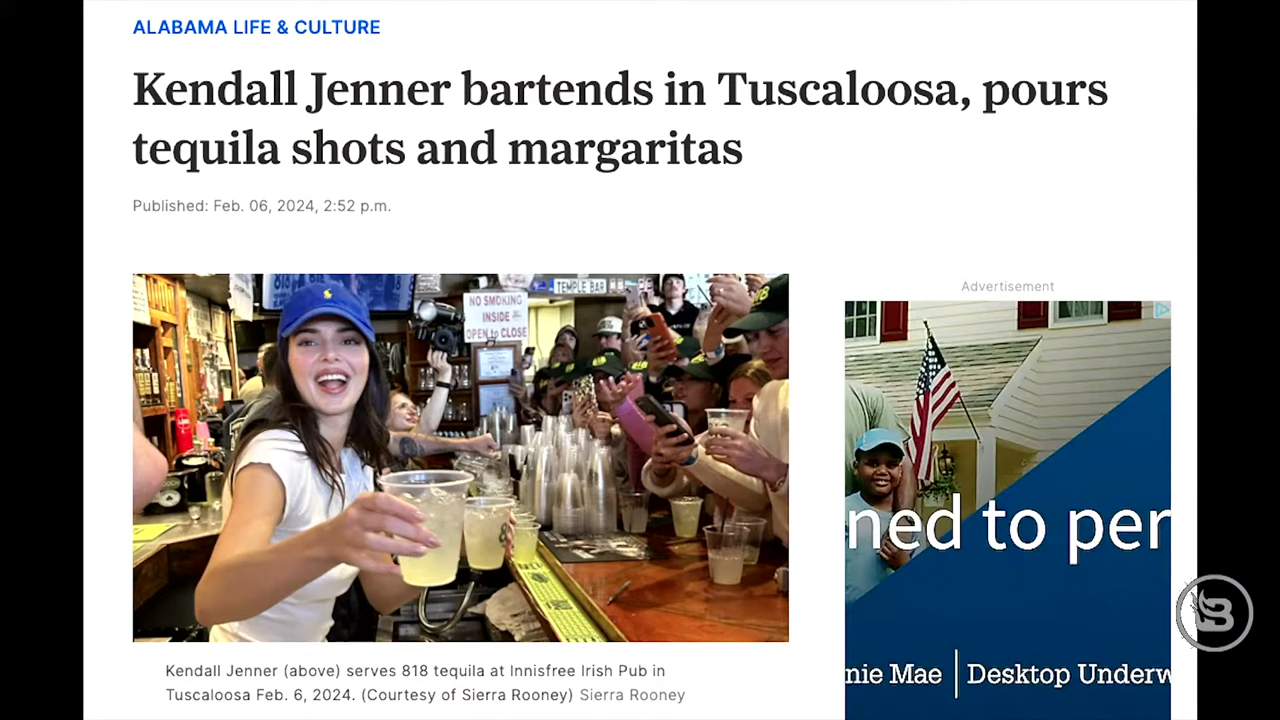 ALABAMA LIFE & CULTURE
Kendall Jenner bartends in Tuscaloosa, pours
tequila shots and margaritas
Published: Feb. 06, 2024, 2:52 p.m.
TEMPLE BAR
NO SMOKING
INSIDE
OPEN to CLOSE
Advertisement
ned to per
nie Mae | Desktop Underw
Kendall Jenner (above) serves 818 tequila at Innisfree Irish Pub in
Tuscaloosa Feb. 6, 2024. (Courtesy of Sierra Rooney) Sierra Rooney
B